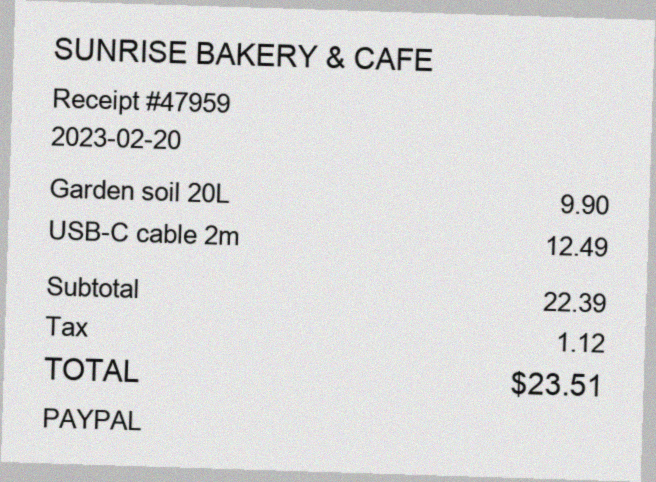 SUNRISE BAKERY & CAFE
Receipt #47959
2023-02-20
Garden soil 20L 9.90
USB-C cable 2m 12.49
Subtotal 22.39
Tax 1.12
TOTAL $23.51
PAYPAL